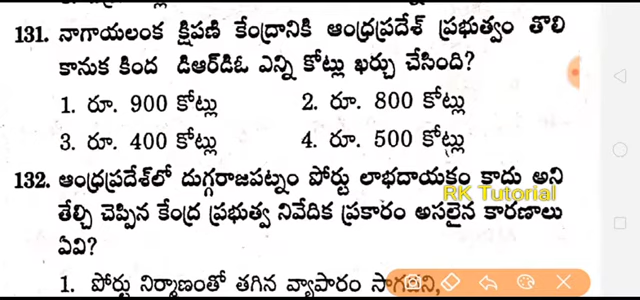 131. నాగాయలంక క్షిపణి కేంద్రానికి ఆంధ్రప్రదేశ్ ప్రభుత్వం తొలి
కానుక కింద డిఆర్‌డిఓ ఎన్ని కోట్లు ఖర్చు చేసింది?
1. రూ. 900 కోట్లు 2. రూ. 800 కోట్లు
3. రూ. 400 కోట్లు 4. రూ. 500 కోట్లు
132. ఆంధ్రప్రదేశ్‌లో దుగ్గరాజపట్నం పోర్టు లాభదాయకం కాదు అని
RK Tutorial
తేల్చి చెప్పిన కేంద్ర ప్రభుత్వ నివేదిక ప్రకారం అసలైన కారణాలు
ఏవి?
1. పోర్టు నిర్మాణంతో తగిన వ్యాపారం